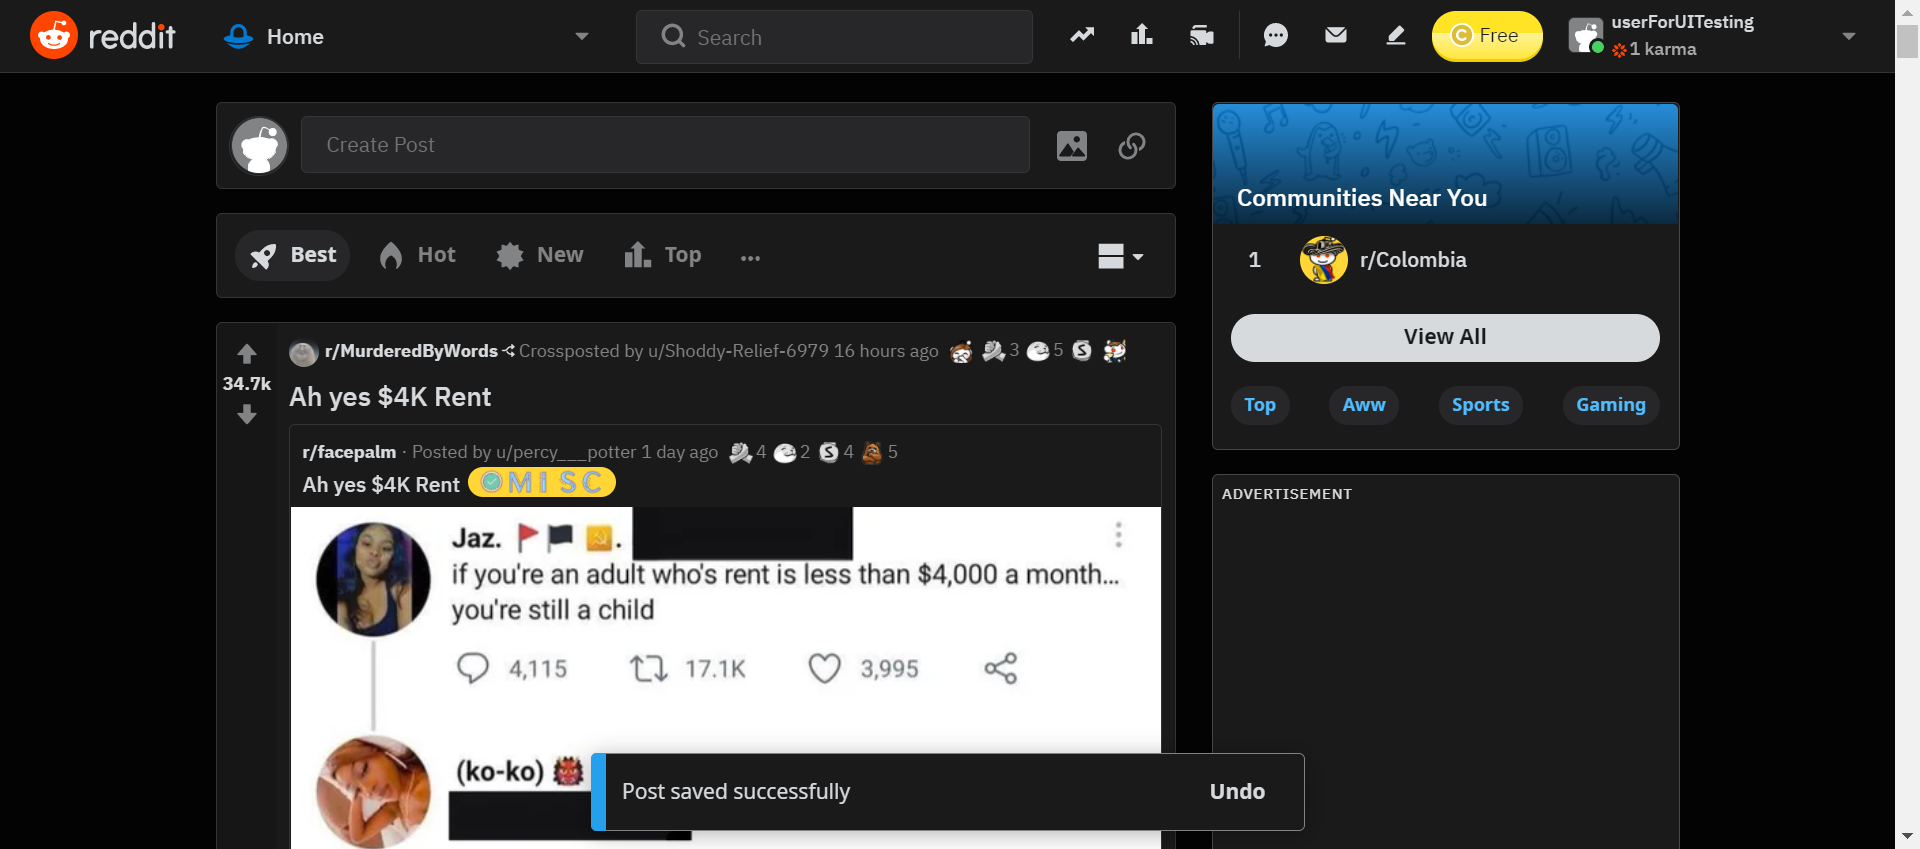 reddit
Home
Search
Free
userForUITesting
1 karma
Create Post
Best
Hot
New
Top
...
r/MurderedByWords Crossposted by u/Shoddy-Relief-6979 16 hours ago 3 5
34.7k
Ah yes $4K Rent
r/facepalm · Posted by u/percy___potter 1 day ago 4 2 4 5
Ah yes $4K Rent MISC
Jaz. .
if you're an adult who's rent is less than $4,000 a month...
you're still a child
4,115 17.1K 3,995
(ko-ko)
Post saved successfully
Undo
Communities Near You
1 r/Colombia
View All
Top Aww Sports Gaming
ADVERTISEMENT